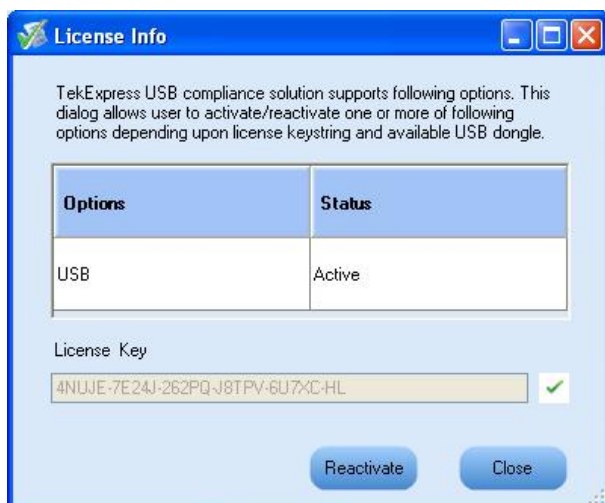 License Info
TekExpress USB compliance solution supports following options. This
dialog allows user to activate/reactivate one or more of following
options depending upon license keystring and available USB dongle.
Options Status
USB Active
License Key
4NUJE-7E24J-262PQ-J8TPV-6U7XC-HL
Reactivate Close